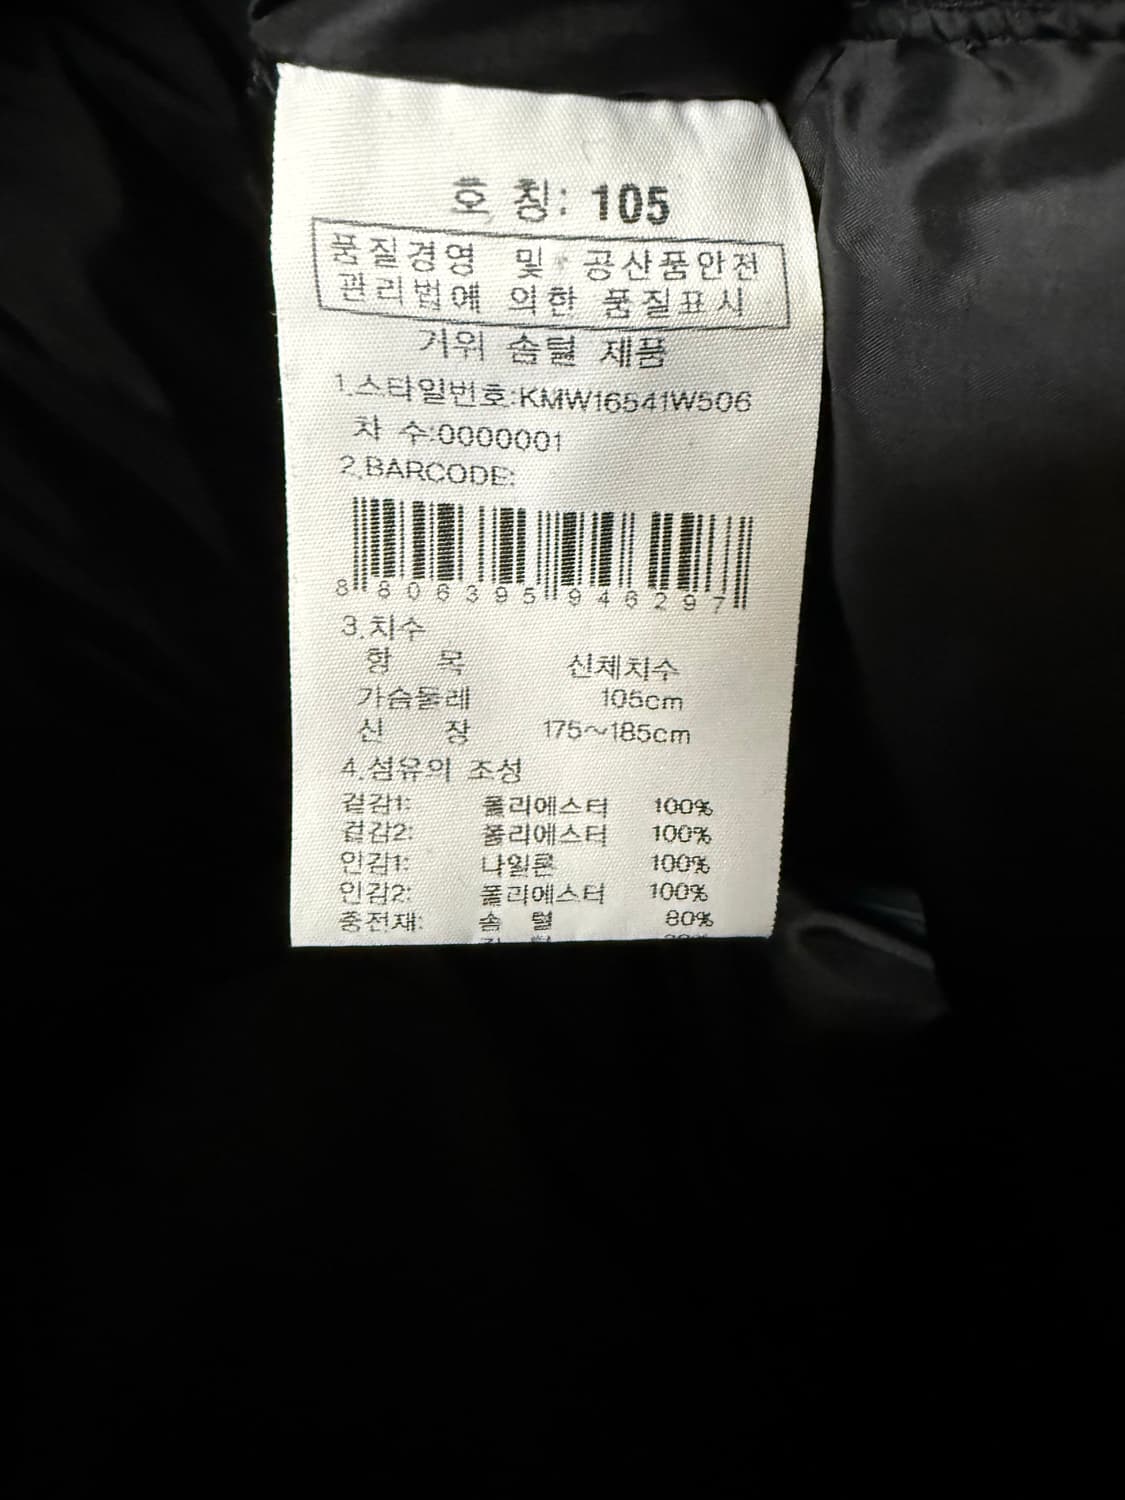 호 칭: 105
품질경영 및 공산품안전
관리법에 의한 품질표시
거위 솜털 제품
1.스타일번호:KMW16541W506
차 수:0000001
2.BARCODE:
8 806395 946297
3.치수
항 목 신체치수
가슴둘레 105cm
신 장 175~185cm
4.섬유의 조성
겉감1: 폴리에스터 100%
겉감2: 폴리에스터 100%
안감1: 나일론 100%
안감2: 폴리에스터 100%
충전재: 솜 털 80%